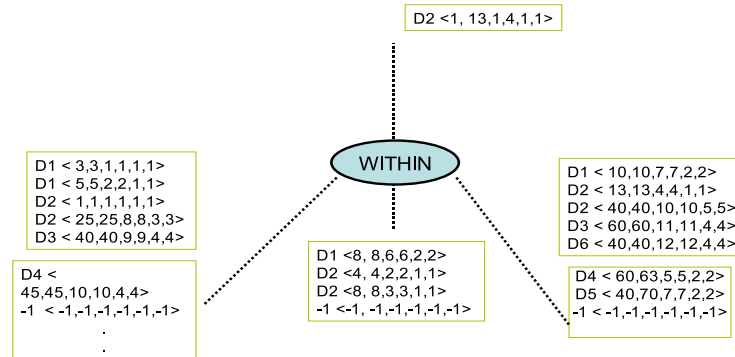 D2 <1, 13,1,4,1,1>
WITHIN
D1 < 3,3,1,1,1,1>
D1 < 5,5,2,2,1,1>
D2 < 1,1,1,1,1,1>
D2 < 25,25,8,8,3,3>
D3 < 40,40,9,9,4,4>
D4 <
45,45,10,10,4,4>
-1 < -1,-1,-1,-1,-1,-1>
.
.
D1 <8, 8,6,6,2,2>
D2 <4, 4,2,2,1,1>
D2 <8, 8,3,3,1,1>
-1 <-1, -1,-1,-1,-1,-1>
D1 < 10,10,7,7,2,2>
D2 < 13,13,4,4,1,1>
D2 < 40,40,10,10,5,5>
D3 < 60,60,11,11,4,4>
D6 < 40,40,12,12,4,4>
D4 < 60,63,5,5,2,2>
D5 < 40,70,7,7,2,2>
-1 < -1,-1,-1,-1,-1,-1>